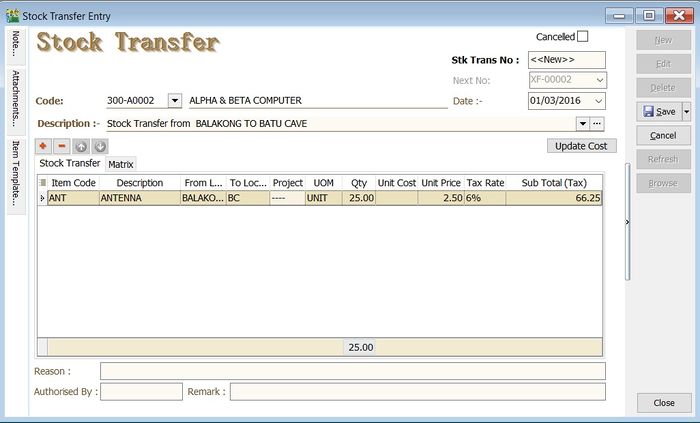 Stock Transfer Entry
Note...
Attachments...
Item Template...
Stock Transfer
Cancelled
Stk Trans No : <<New>>
Next No: XF-00002
Code: 300-A0002 ALPHA & BETA COMPUTER
Date :- 01/03/2016
Description :- Stock Transfer from BALAKONG TO BATU CAVE
Update Cost
Stock Transfer Matrix
Item Code Description From L... To Loc... Project UOM Qty Unit Cost Unit Price Tax Rate Sub Total (Tax)
ANT ANTENNA BALAKO... BC ---- UNIT 25.00 2.50 6% 66.25
25.00
Reason :
Authorised By : Remark :
New
Edit
Delete
Save
Cancel
Refresh
Browse
Close